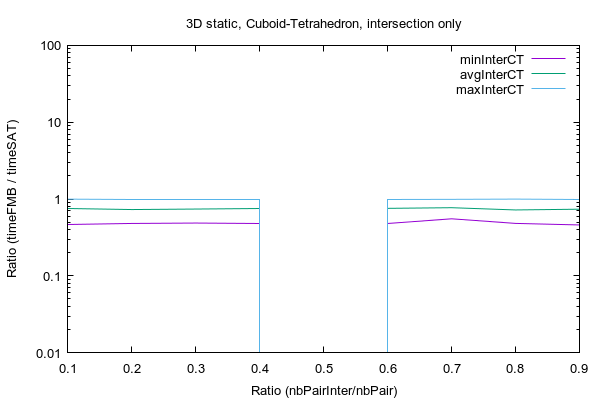 3D static, Cuboid-Tetrahedron, intersection only
minInterCT
avgInterCT
maxInterCT
Ratio (timeFMB / timeSAT)
100
10
1
0.1
0.01
0.1 0.2 0.3 0.4 0.5 0.6 0.7 0.8 0.9
Ratio (nbPairInter/nbPair)